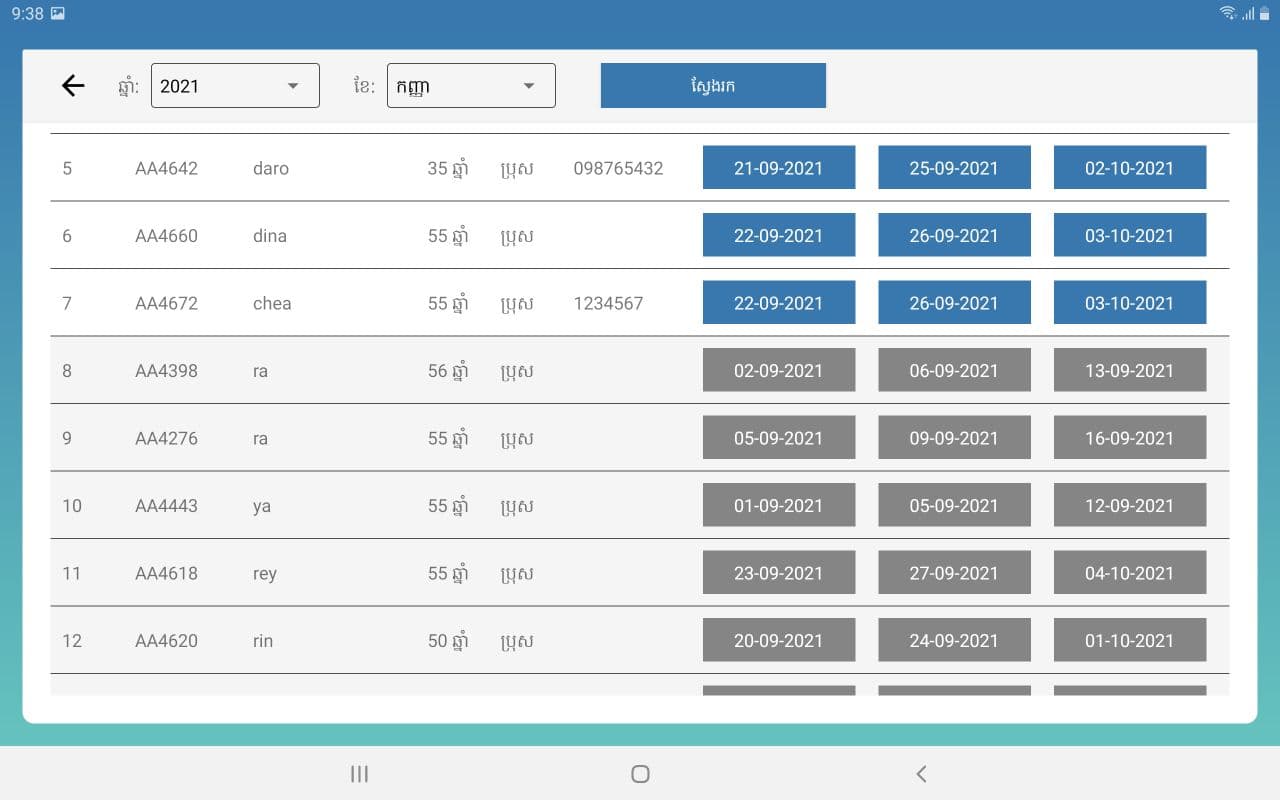 9:38
ឆ្នាំ: 2021 ខែ: កញ្ញា ស្វែងរក
5 AA4642 daro 35 ឆ្នាំ ប្រុស 098765432 21-09-2021 25-09-2021 02-10-2021
6 AA4660 dina 55 ឆ្នាំ ប្រុស 22-09-2021 26-09-2021 03-10-2021
7 AA4672 chea 55 ឆ្នាំ ប្រុស 1234567 22-09-2021 26-09-2021 03-10-2021
8 AA4398 ra 56 ឆ្នាំ ប្រុស 02-09-2021 06-09-2021 13-09-2021
9 AA4276 ra 55 ឆ្នាំ ប្រុស 05-09-2021 09-09-2021 16-09-2021
10 AA4443 ya 55 ឆ្នាំ ប្រុស 01-09-2021 05-09-2021 12-09-2021
11 AA4618 rey 55 ឆ្នាំ ប្រុស 23-09-2021 27-09-2021 04-10-2021
12 AA4620 rin 50 ឆ្នាំ ប្រុស 20-09-2021 24-09-2021 01-10-2021